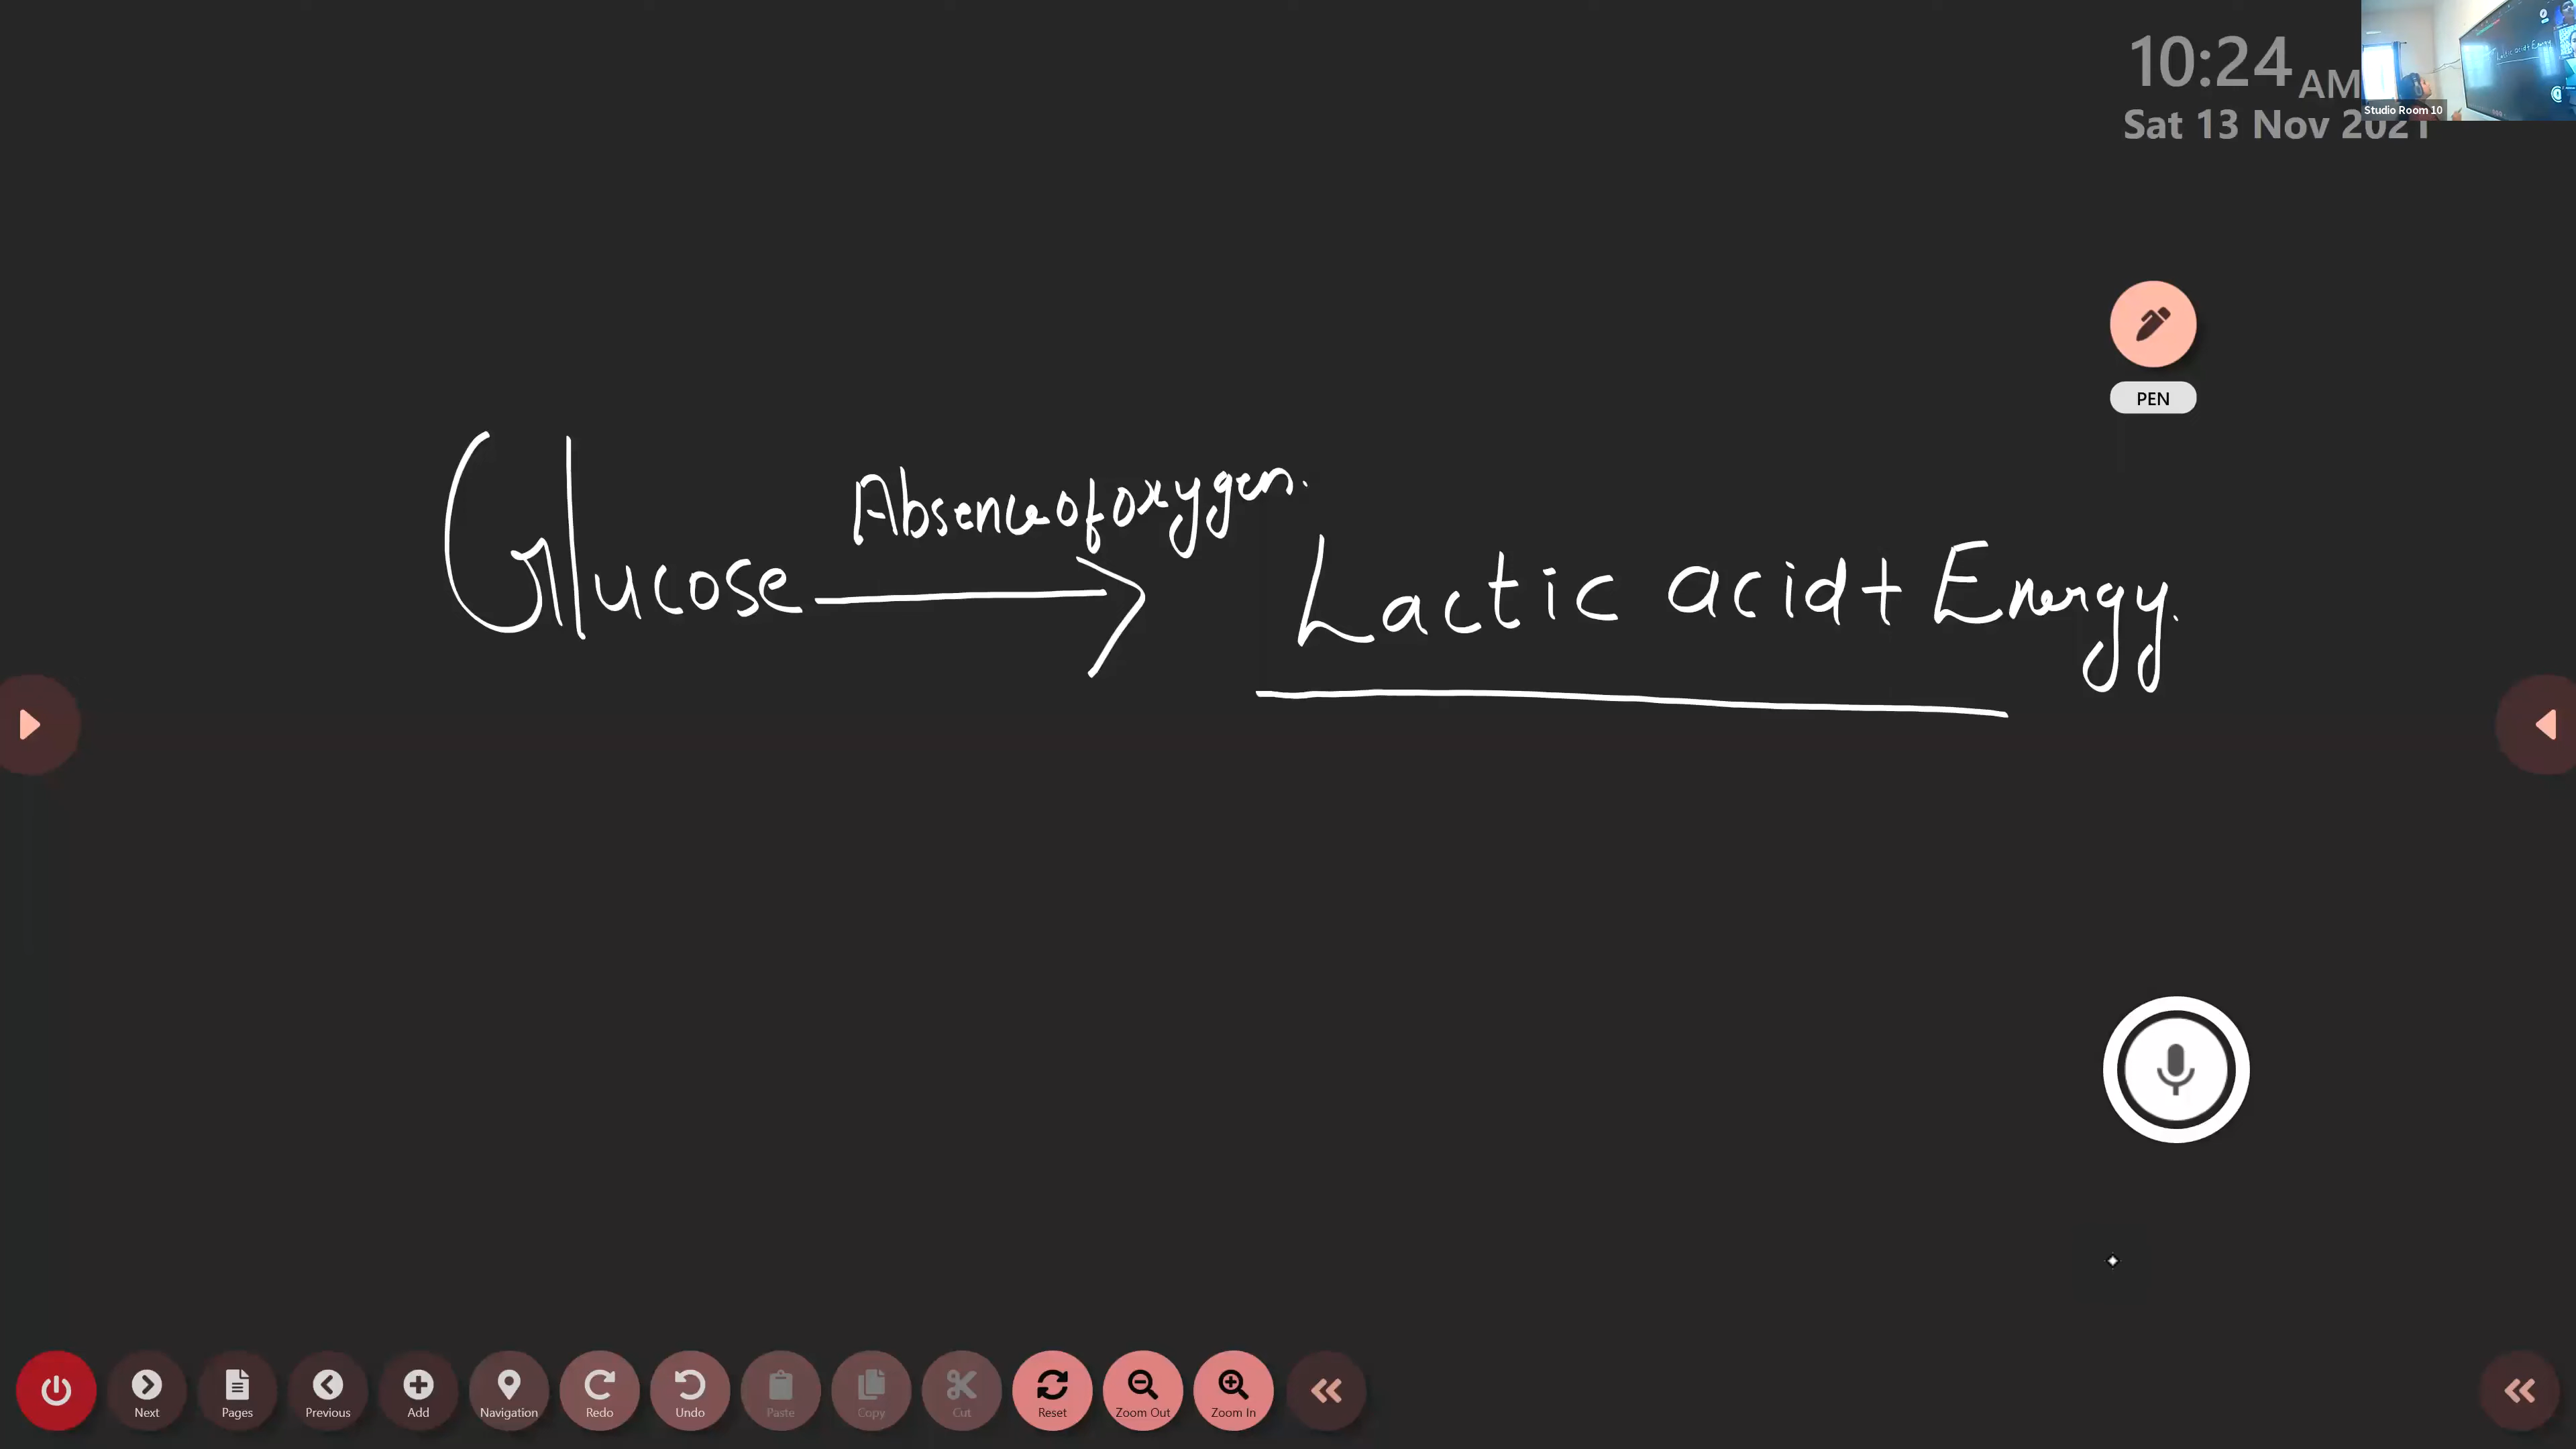 10:24 AM
Studio Room 10
Sat 13 Nov 2021
PEN
Absence of oxygen.
Glucose → Lactic acid + Energy.
Next Pages Previous Add Navigation Redo Undo Paste Copy Cut Reset Zoom Out Zoom In